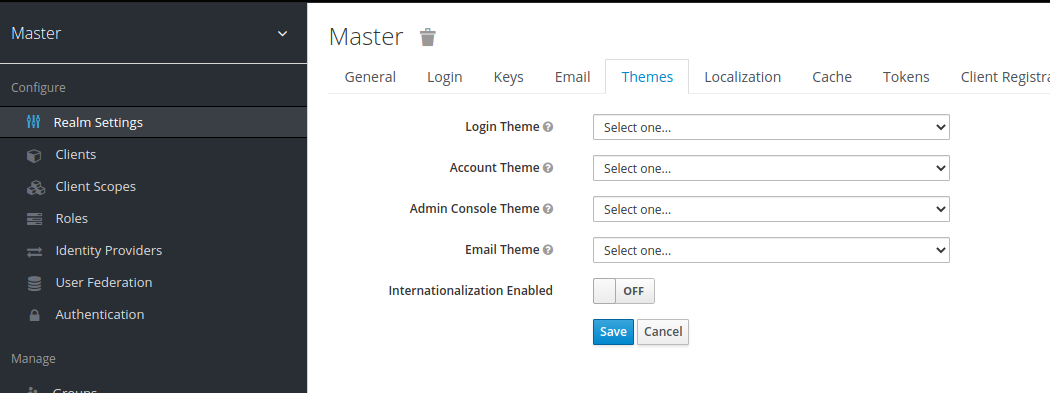 Master
Configure
Realm Settings
Clients
Client Scopes
Roles
Identity Providers
User Federation
Authentication
Manage
Groups
Master
General Login Keys Email Themes Localization Cache Tokens Client Registra
Login Theme Select one...
Account Theme Select one...
Admin Console Theme Select one...
Email Theme Select one...
Internationalization Enabled OFF
Save Cancel